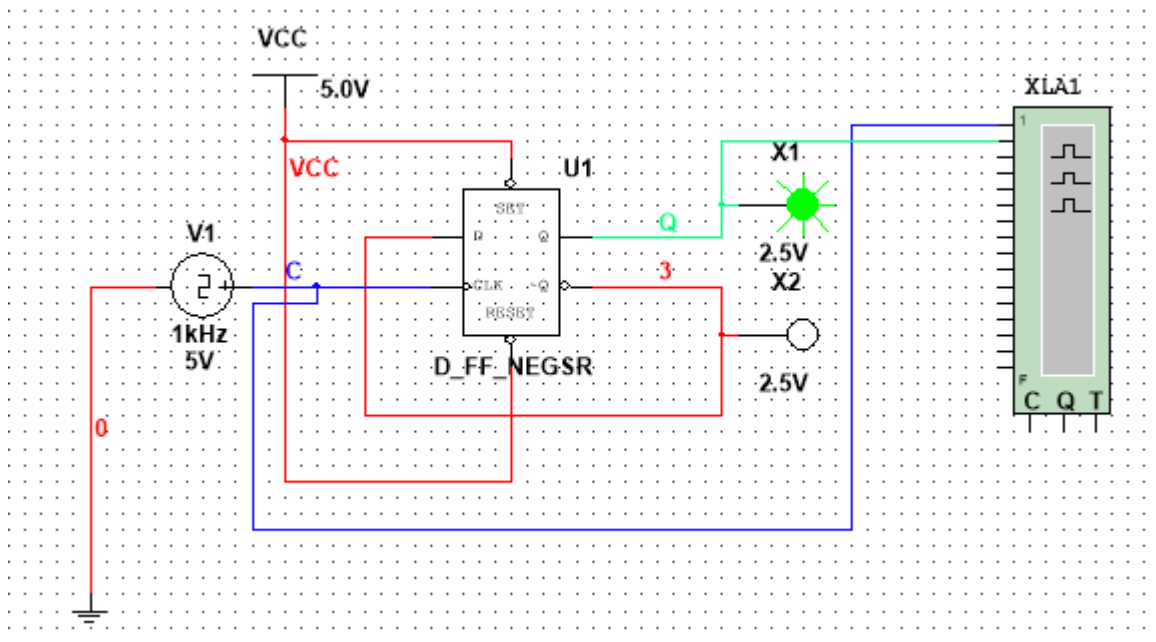 VCC
5.0V
XLA1
1
VCC
X1
U1
SET
D
Q
Q
2.5V
V1
C
3
X2
CLK
~Q
RESET
1kHz
5V
D_FF_NEGSR
2.5V
F
C Q T
0